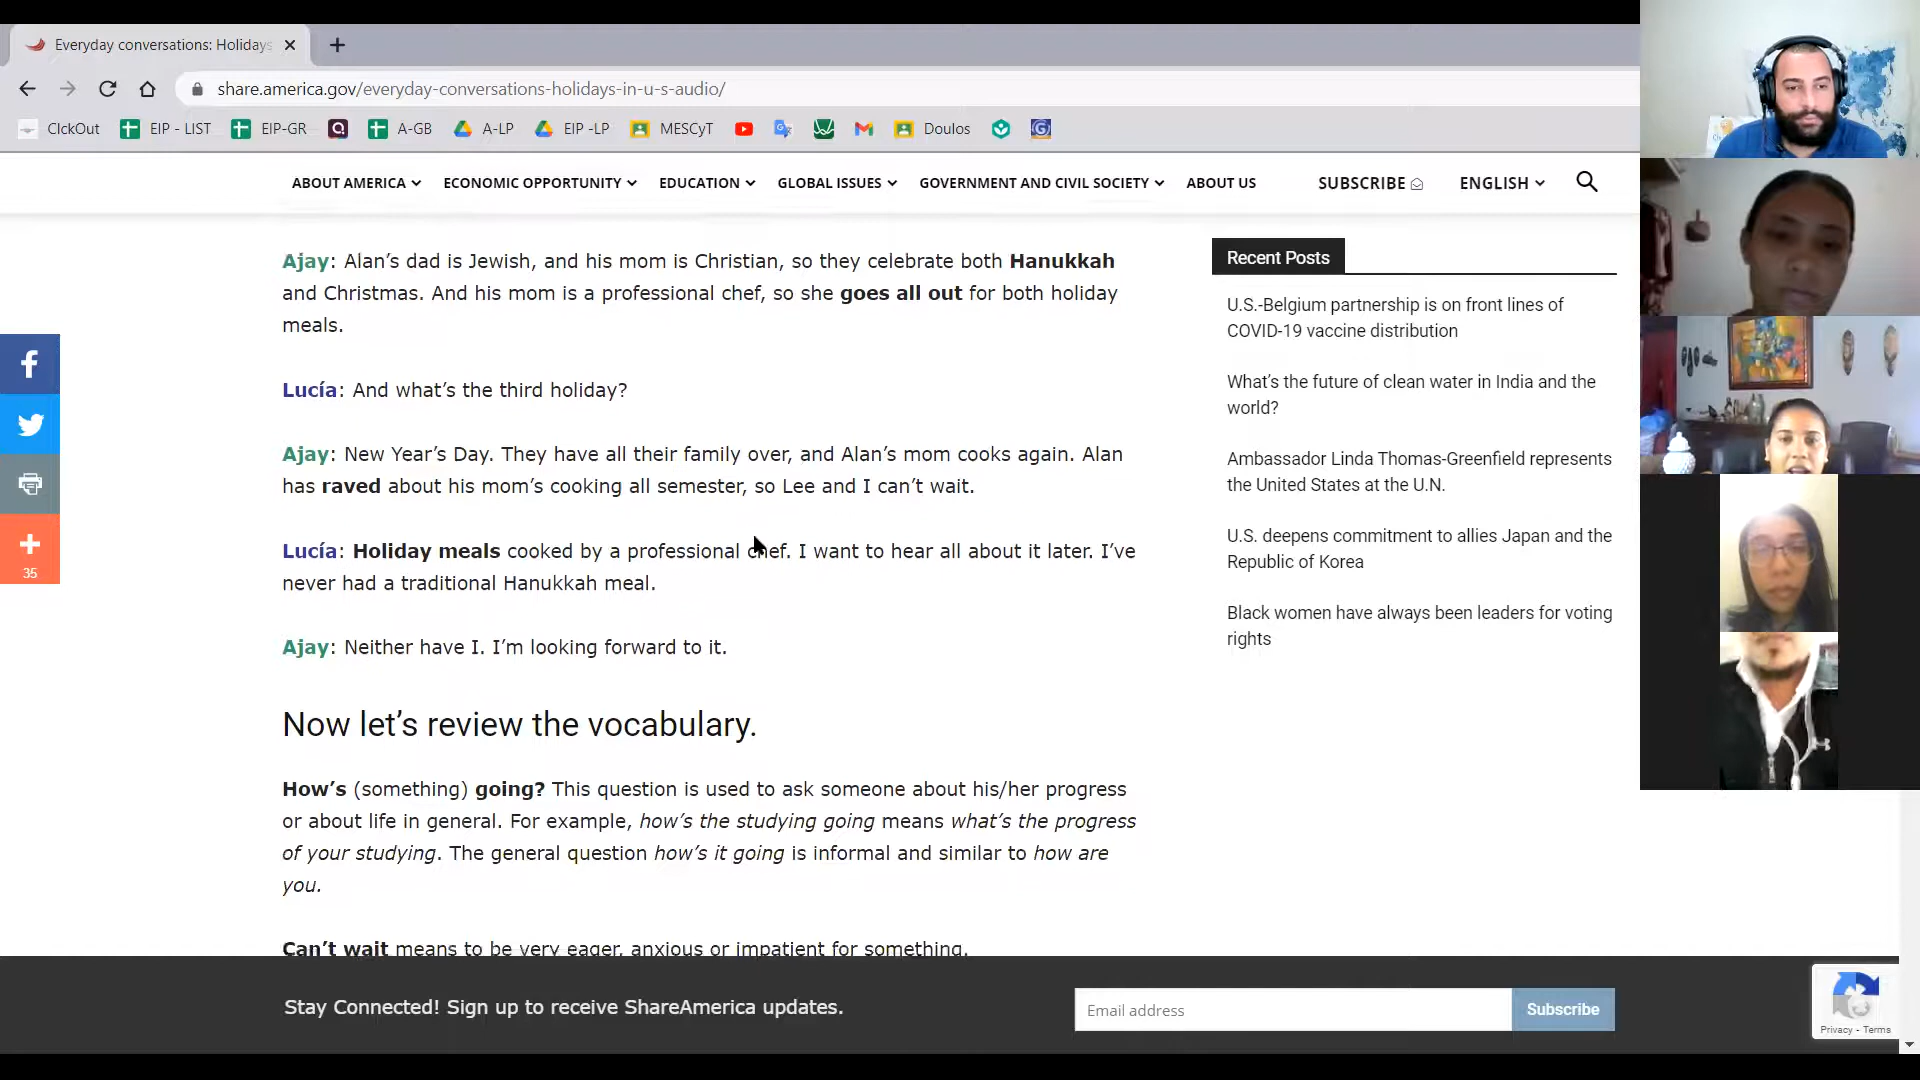 Everyday conversations: Holidays
share.america.gov/everyday-conversations-holidays-in-u-s-audio/
ClckOut
EIP - LIST
EIP-GR
A-GB
A-LP
EIP -LP
MESCyT
Doulos
ABOUT AMERICA
ECONOMIC OPPORTUNITY
EDUCATION
GLOBAL ISSUES
GOVERNMENT AND CIVIL SOCIETY
ABOUT US
SUBSCRIBE
ENGLISH
Ajay: Alan’s dad is Jewish, and his mom is Christian, so they celebrate both Hanukkah
and Christmas. And his mom is a professional chef, so she goes all out for both holiday
meals.
Lucía: And what’s the third holiday?
Ajay: New Year’s Day. They have all their family over, and Alan’s mom cooks again. Alan
has raved about his mom’s cooking all semester, so Lee and I can’t wait.
Lucía: Holiday meals cooked by a professional chef. I want to hear all about it later. I’ve
never had a traditional Hanukkah meal.
Ajay: Neither have I. I’m looking forward to it.
Now let’s review the vocabulary.
How’s (something) going? This question is used to ask someone about his/her progress
or about life in general. For example, how’s the studying going means what’s the progress
of your studying. The general question how’s it going is informal and similar to how are
you.
Can’t wait means to be very eager, anxious or impatient for something.
35
Recent Posts
U.S.-Belgium partnership is on front lines of
COVID-19 vaccine distribution
What’s the future of clean water in India and the
world?
Ambassador Linda Thomas-Greenfield represents
the United States at the U.N.
U.S. deepens commitment to allies Japan and the
Republic of Korea
Black women have always been leaders for voting
rights
Stay Connected! Sign up to receive ShareAmerica updates.
Email address
Subscribe
Privacy - Terms